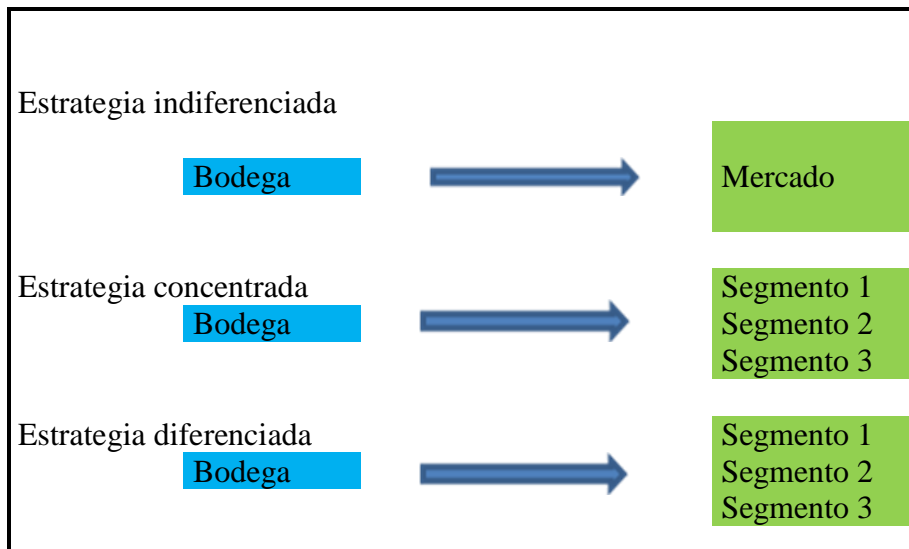 Estrategia indiferenciada
Bodega
Mercado
Estrategia concentrada
Segmento 1
Bodega
Segmento 2
Segmento 3
Estrategia diferenciada
Segmento 1
Bodega
Segmento 2
Segmento 3